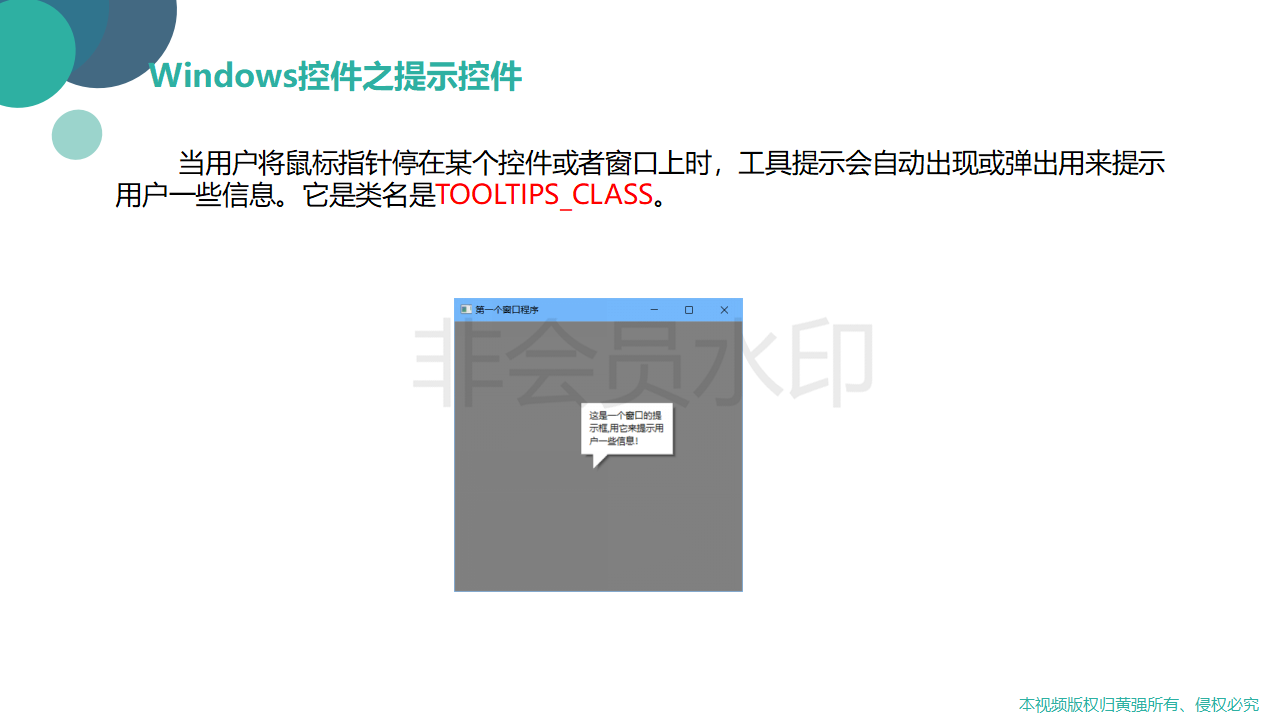 Windows控件之提示控件
当用户将鼠标指针停在某个控件或者窗口上时，工具提示会自动出现或弹出用来提示
用户一些信息。它是类名是TOOLTIPS_CLASS。
第一个窗口程序
非会员水印
这是一个窗口的提
示框,用它来提示用
户一些信息！
本视频版权归黄强所有、侵权必究